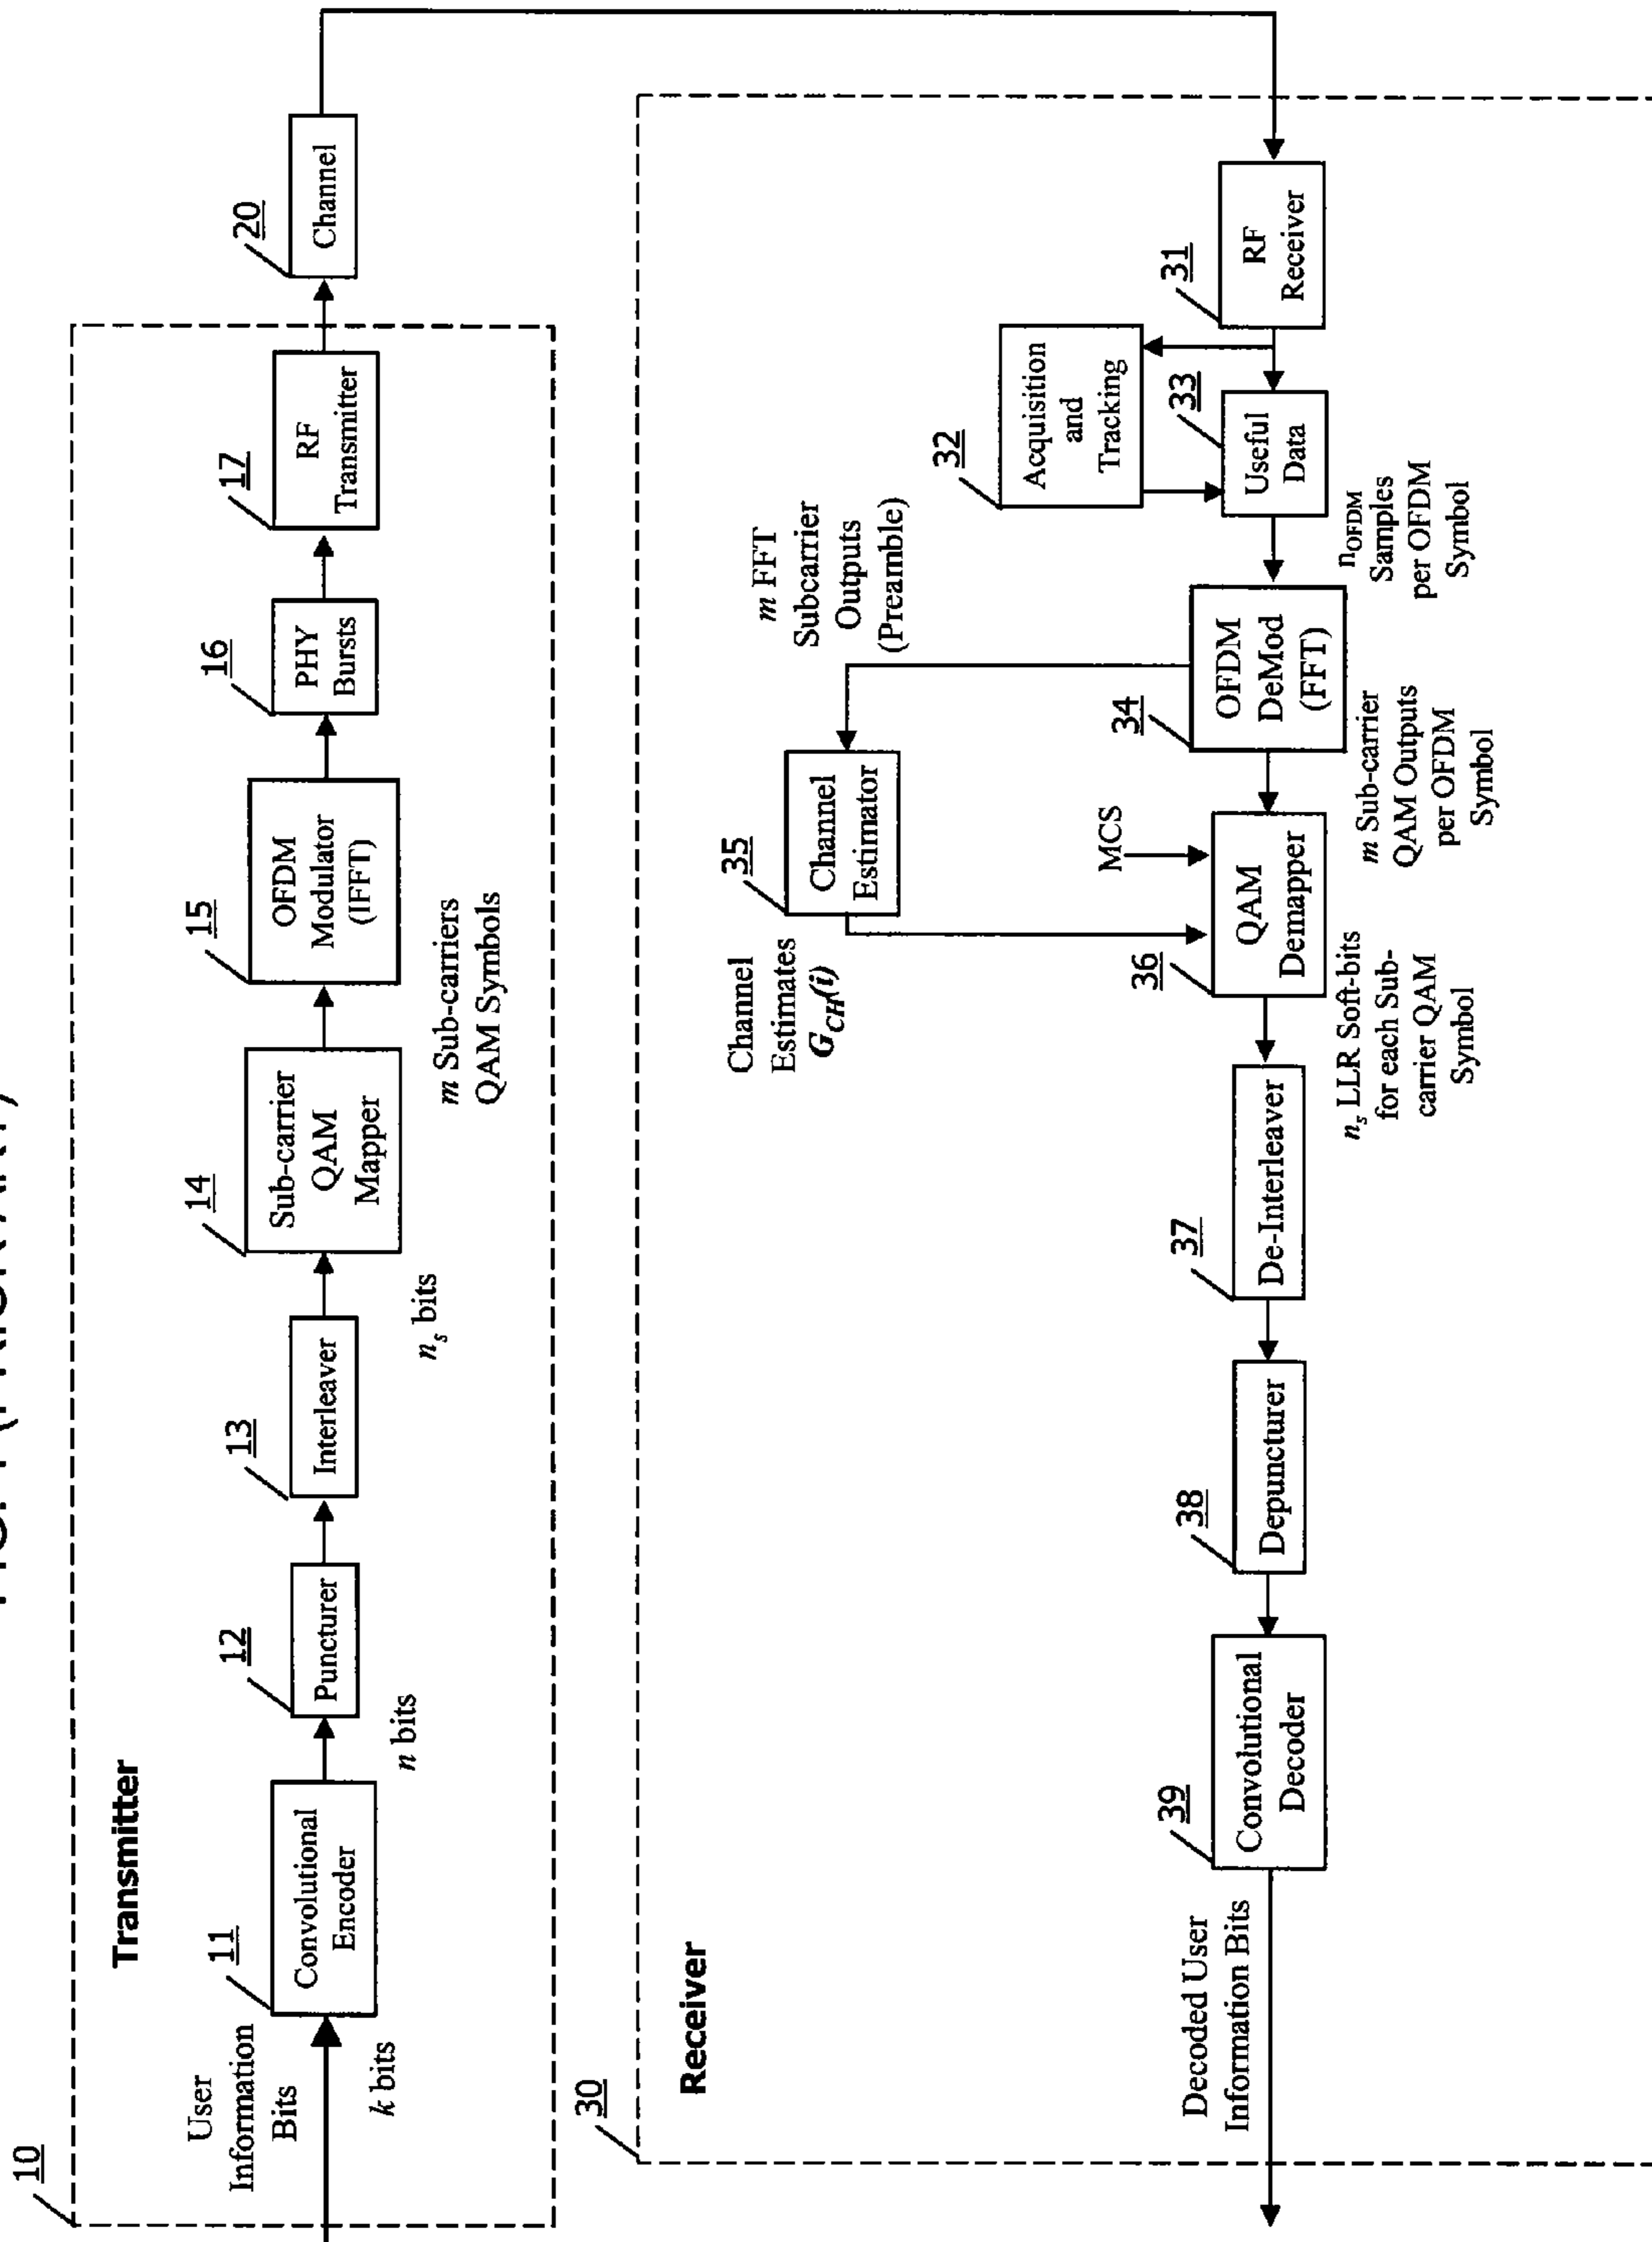 10
Transmitter
User
Information
Bits
k bits
11
Convolutional
Encoder
n bits
12
Puncturer
13
Interleaver
n_s bits
14
Sub-carrier
QAM
Mapper
m Sub-carriers
QAM Symbols
15
OFDM
Modulator
(IFFT)
16
PHY
Bursts
17
RF
Transmitter
20
Channel
30
Receiver
31
RF
Receiver
32
Acquisition
and
Tracking
33
Useful
Data
n_OFDM
Samples
per OFDM
Symbol
34
OFDM
DeMod
(FFT)
m FFT
Subcarrier
Outputs
(Preamble)
35
Channel
Estimator
Channel
Estimates
G_CH(i)
MCS
m Sub-carrier
QAM Outputs
per OFDM
Symbol
36
QAM
Demapper
n_s LLR Soft-bits
for each Sub-
carrier QAM
Symbol
37
De-Interleaver
38
Depuncturer
39
Convolutional
Decoder
Decoded User
Information Bits